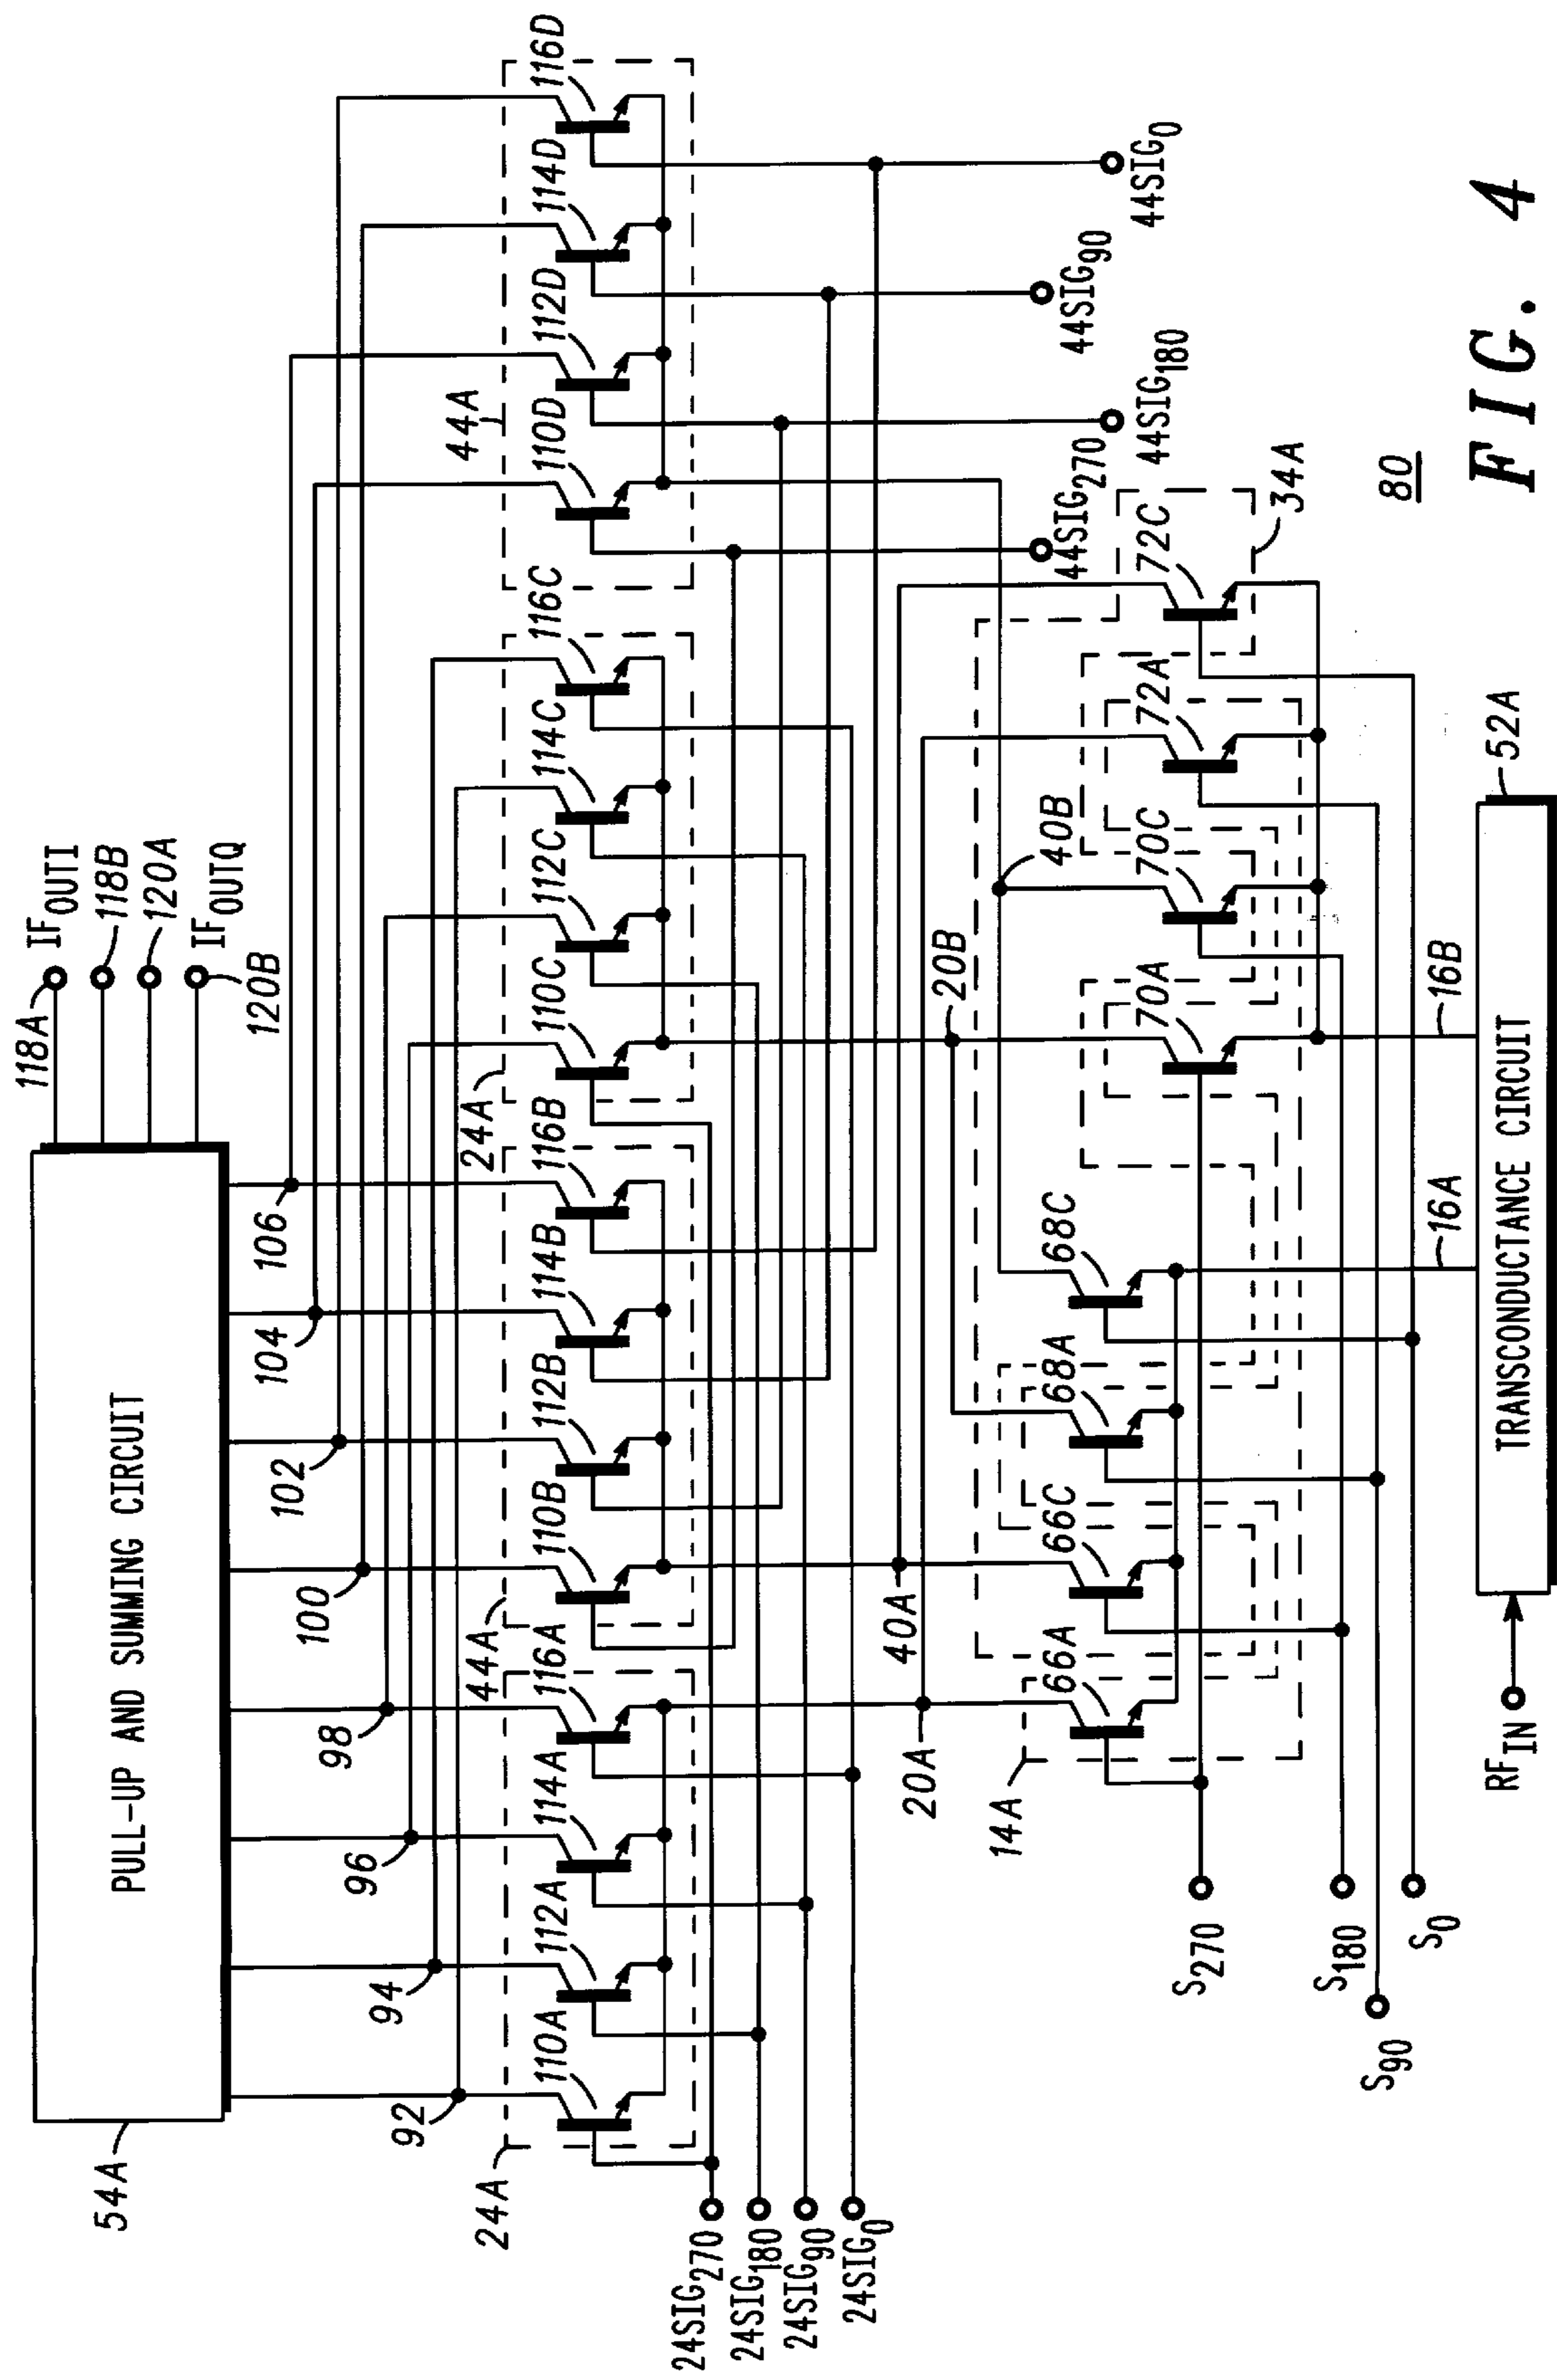 54A
PULL-UP AND SUMMING CIRCUIT
118A
IFOUTI
118B
120A
IFOUTQ
120B
92
94
96
98
100
102
104
106
24A
110A
112A
114A
116A
44A
110B
112B
114B
116B
24A
110C
112C
114C
116C
44A
110D
112D
114D
116D
24SIG270
24SIG180
24SIG90
24SIG0
44SIG270
44SIG180
44SIG90
44SIG0
20A
40A
20B
40B
14A
66A
66C
68A
68C
70A
70C
72A
72C
34A
S270
S180
S90
S0
16A
16B
RFIN
TRANSCONDUCTANCE CIRCUIT
52A
80
FIG. 4